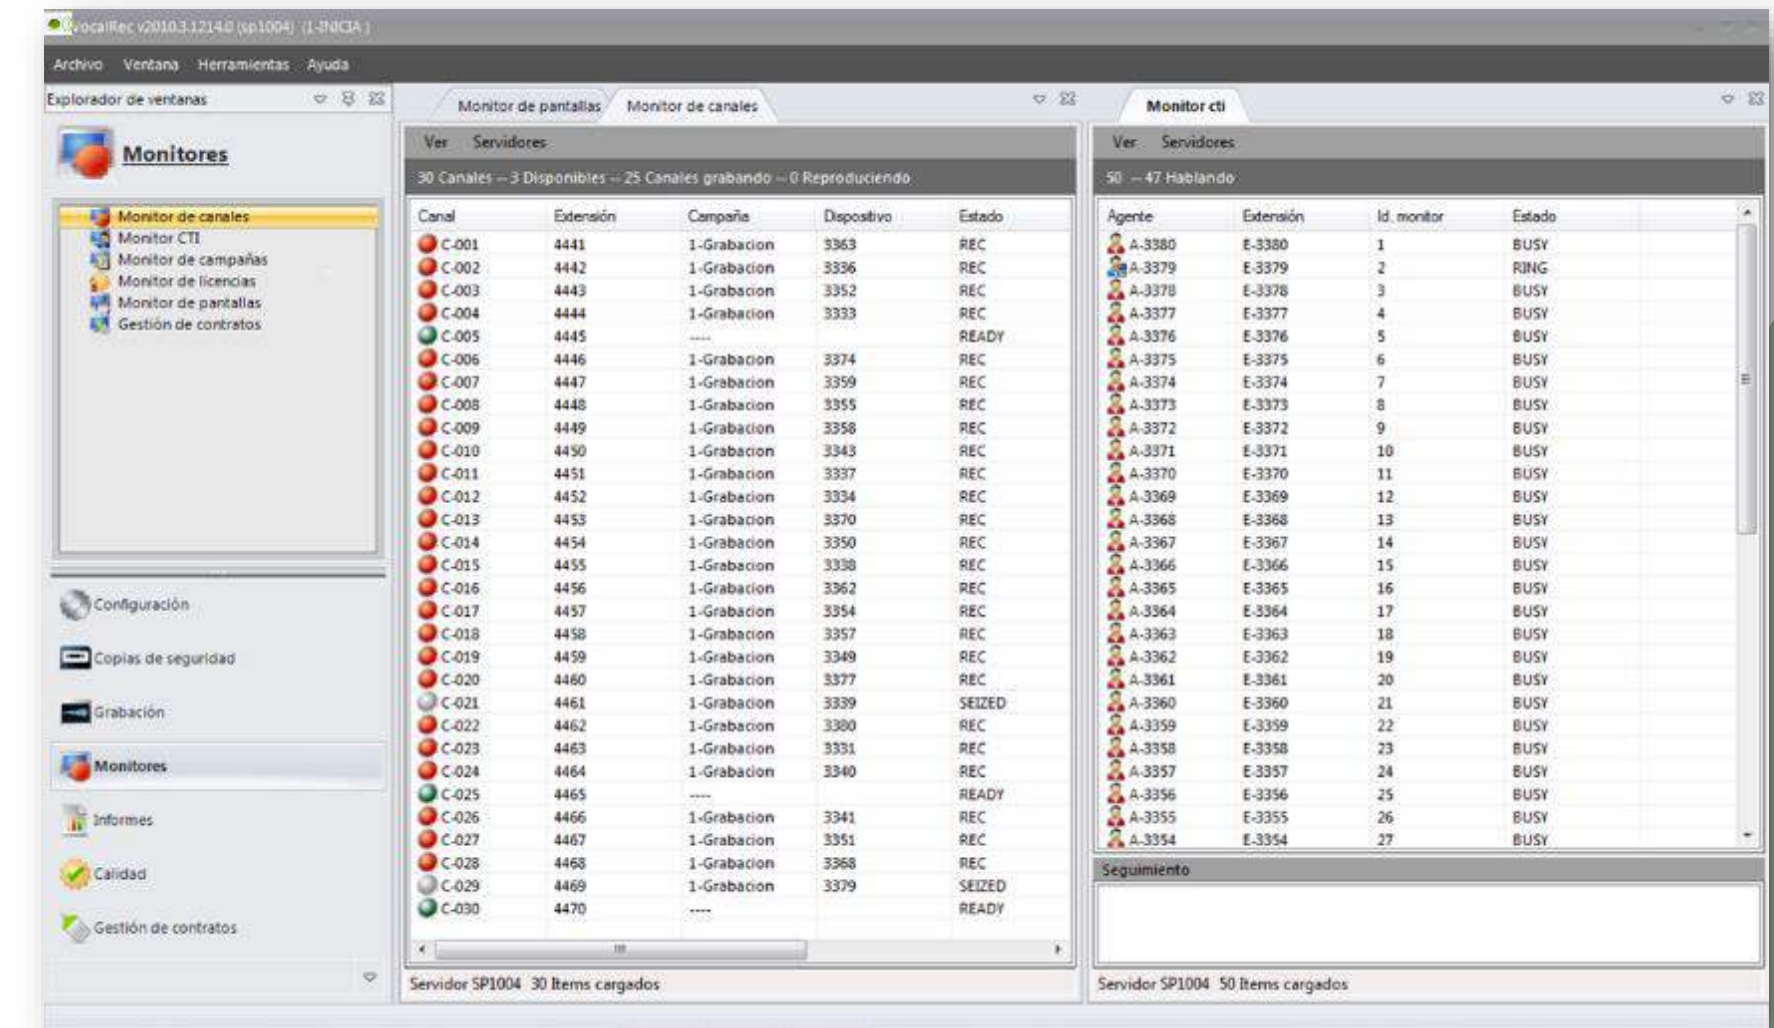 vocalRec v2010.3.1214.0 (sp1004) (1-INICIA )
Archivo Ventana Herramientas Ayuda
Explorador de ventanas
Monitores
Monitor de canales
Monitor CTI
Monitor de campañas
Monitor de licencias
Monitor de pantallas
Gestión de contratos
Configuración
Copias de seguridad
Grabación
Monitores
Informes
Calidad
Gestión de contratos
Monitor de pantallas Monitor de canales
Ver Servidores
30 Canales -- 3 Disponibles -- 25 Canales grabando -- 0 Reproduciendo
Canal Extensión Campaña Dispositivo Estado
C-001 4441 1-Grabacion 3363 REC
C-002 4442 1-Grabacion 3336 REC
C-003 4443 1-Grabacion 3352 REC
C-004 4444 1-Grabacion 3333 REC
C-005 4445 ---- READY
C-006 4446 1-Grabacion 3374 REC
C-007 4447 1-Grabacion 3359 REC
C-008 4448 1-Grabacion 3355 REC
C-009 4449 1-Grabacion 3358 REC
C-010 4450 1-Grabacion 3343 REC
C-011 4451 1-Grabacion 3337 REC
C-012 4452 1-Grabacion 3334 REC
C-013 4453 1-Grabacion 3370 REC
C-014 4454 1-Grabacion 3350 REC
C-015 4455 1-Grabacion 3338 REC
C-016 4456 1-Grabacion 3362 REC
C-017 4457 1-Grabacion 3354 REC
C-018 4458 1-Grabacion 3357 REC
C-019 4459 1-Grabacion 3349 REC
C-020 4460 1-Grabacion 3377 REC
C-021 4461 1-Grabacion 3339 SEIZED
C-022 4462 1-Grabacion 3380 REC
C-023 4463 1-Grabacion 3331 REC
C-024 4464 1-Grabacion 3340 REC
C-025 4465 ---- READY
C-026 4466 1-Grabacion 3341 REC
C-027 4467 1-Grabacion 3351 REC
C-028 4468 1-Grabacion 3368 REC
C-029 4469 1-Grabacion 3379 SEIZED
C-030 4470 ---- READY
Servidor SP1004 30 Items cargados
Monitor cti
Ver Servidores
50 -- 47 Hablando
Agente Extensión Id. monitor Estado
A-3380 E-3380 1 BUSY
A-3379 E-3379 2 RING
A-3378 E-3378 3 BUSY
A-3377 E-3377 4 BUSY
A-3376 E-3376 5 BUSY
A-3375 E-3375 6 BUSY
A-3374 E-3374 7 BUSY
A-3373 E-3373 8 BUSY
A-3372 E-3372 9 BUSY
A-3371 E-3371 10 BUSY
A-3370 E-3370 11 BUSY
A-3369 E-3369 12 BUSY
A-3368 E-3368 13 BUSY
A-3367 E-3367 14 BUSY
A-3366 E-3366 15 BUSY
A-3365 E-3365 16 BUSY
A-3364 E-3364 17 BUSY
A-3363 E-3363 18 BUSY
A-3362 E-3362 19 BUSY
A-3361 E-3361 20 BUSY
A-3360 E-3360 21 BUSY
A-3359 E-3359 22 BUSY
A-3358 E-3358 23 BUSY
A-3357 E-3357 24 BUSY
A-3356 E-3356 25 BUSY
A-3355 E-3355 26 BUSY
A-3354 E-3354 27 BUSY
Seguimiento
Servidor SP1004 50 Items cargados